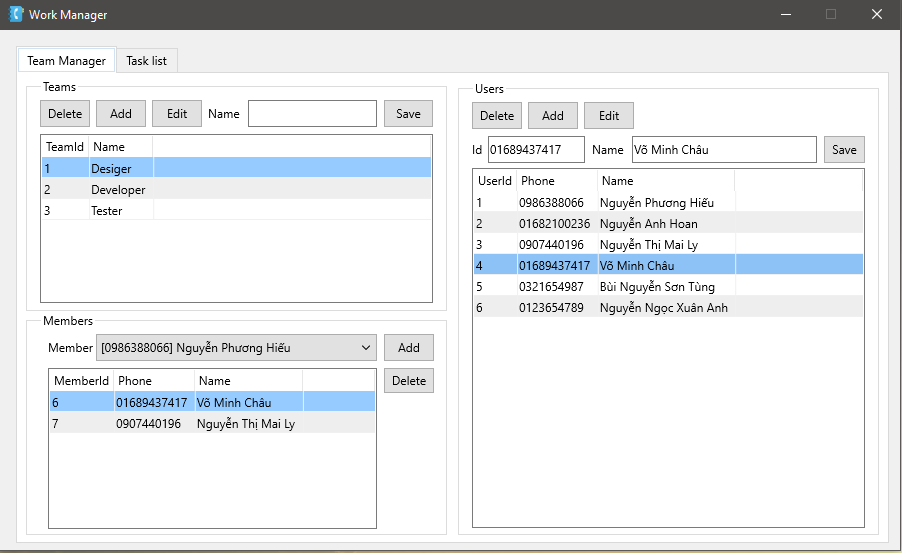 Work Manager
Team Manager Task list
Teams
Delete Add Edit Name Save
TeamId Name
1 Desiger
2 Developer
3 Tester
Members
Member [0986388066] Nguyễn Phương Hiếu Add
Delete
MemberId Phone Name
6 01689437417 Võ Minh Châu
7 0907440196 Nguyễn Thị Mai Ly
Users
Delete Add Edit
Id 01689437417 Name Võ Minh Châu Save
UserId Phone Name
1 0986388066 Nguyễn Phương Hiếu
2 01682100236 Nguyễn Anh Hoan
3 0907440196 Nguyễn Thị Mai Ly
4 01689437417 Võ Minh Châu
5 0321654987 Bùi Nguyễn Sơn Tùng
6 0123654789 Nguyễn Ngọc Xuân Anh